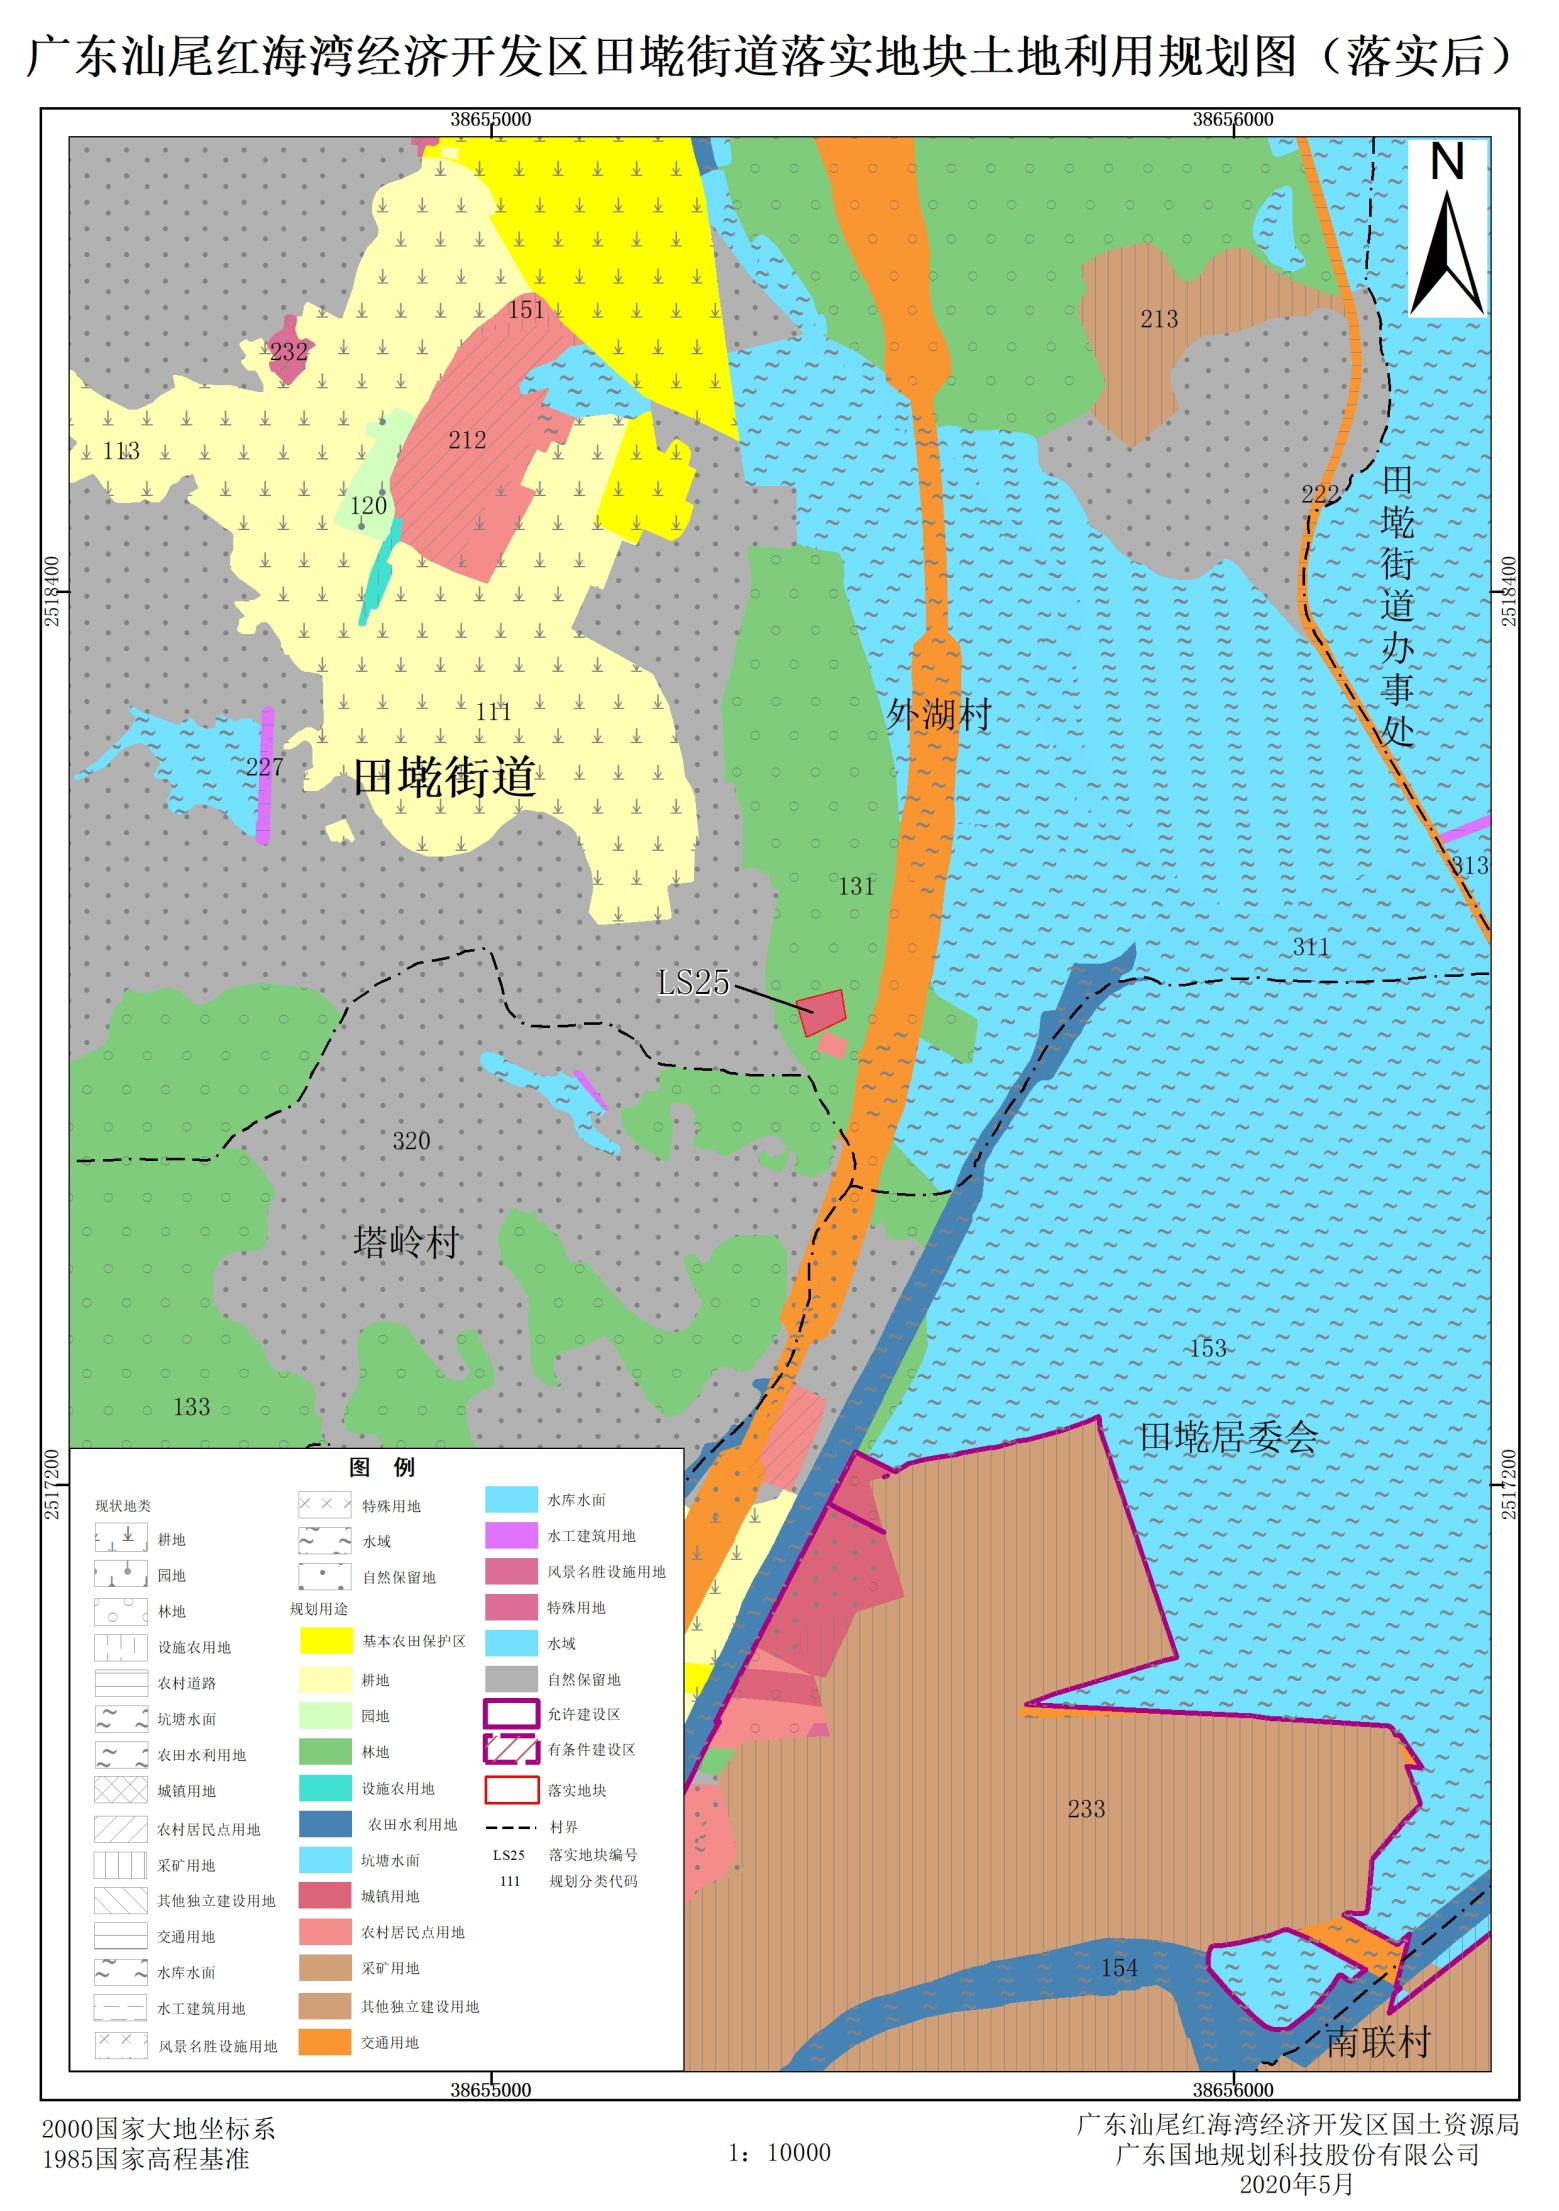 广东汕尾红海湾经济开发区田墘街道落实地块土地利用规划图（落实后）
38655000
38656000
N
151
213
232
212
113
120
222
田墘街道办事处
2518400
2518400
111
外湖村
227
田墘街道
313
131
311
LS25
320
塔岭村
153
133
田墘居委会
2517200
2517200
图 例
现状地类
耕地
园地
林地
设施农用地
农村道路
坑塘水面
农田水利用地
城镇用地
农村居民点用地
采矿用地
其他独立建设用地
交通用地
水库水面
水工建筑用地
风景名胜设施用地
特殊用地
水域
自然保留地
规划用途
基本农田保护区
耕地
园地
林地
设施农用地
农田水利用地
坑塘水面
城镇用地
农村居民点用地
采矿用地
其他独立建设用地
交通用地
水库水面
水工建筑用地
风景名胜设施用地
特殊用地
水域
自然保留地
允许建设区
有条件建设区
落实地块
村界
LS25 落实地块编号
111 规划分类代码
233
154
南联村
38655000
38656000
2000国家大地坐标系
1985国家高程基准
1：10000
广东汕尾红海湾经济开发区国土资源局
广东国地规划科技股份有限公司
2020年5月